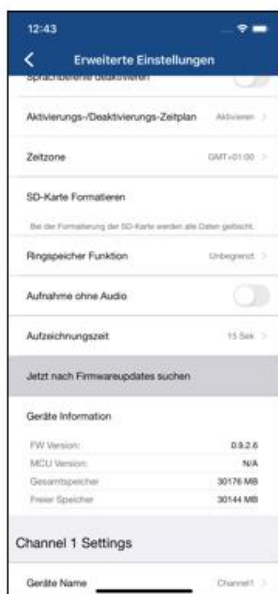 12:43
Erweiterte Einstellungen
Sprachbefehle deaktivieren
Aktivierungs-/Deaktivierungs-Zeitplan Aktivieren
Zeitzone GMT+01:00
SD-Karte Formatieren
Bei der Formatierung der SD-Karte werden alle Daten gelöscht.
Ringspeicher Funktion Unbegrenzt
Aufnahme ohne Audio
Aufzeichnungszeit 15 Sek
Jetzt nach Firmwareupdates suchen
Geräte Information
FW Version: 0.9.2.6
MCU Version: N/A
Gesamtspeicher 30176 MB
Freier Speicher 30144 MB
Channel 1 Settings
Geräte Name Channel1